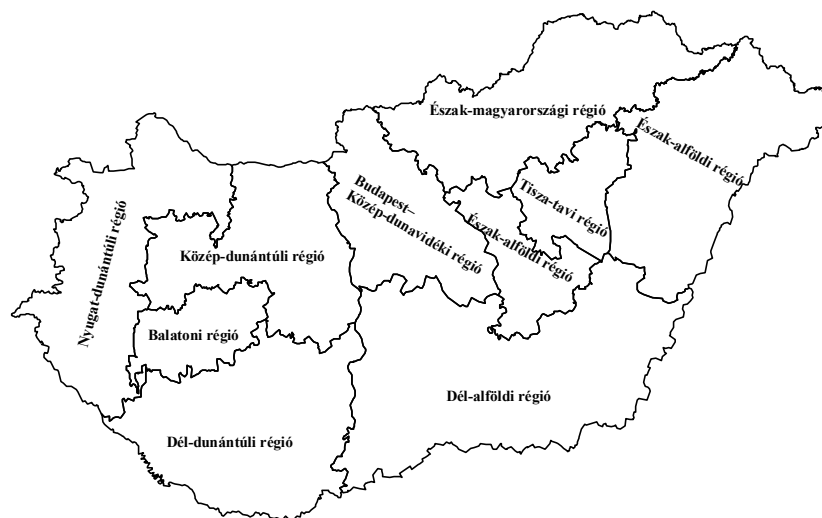 Észak-magyarországi régió
Észak-alföldi régió
Tisza-tavi régió
Budapest–
Közép-dunavidéki régió
Észak-alföldi régió
Nyugat-dunántúli régió
Közép-dunántúli régió
Balatoni régió
Dél-alföldi régió
Dél-dunántúli régió